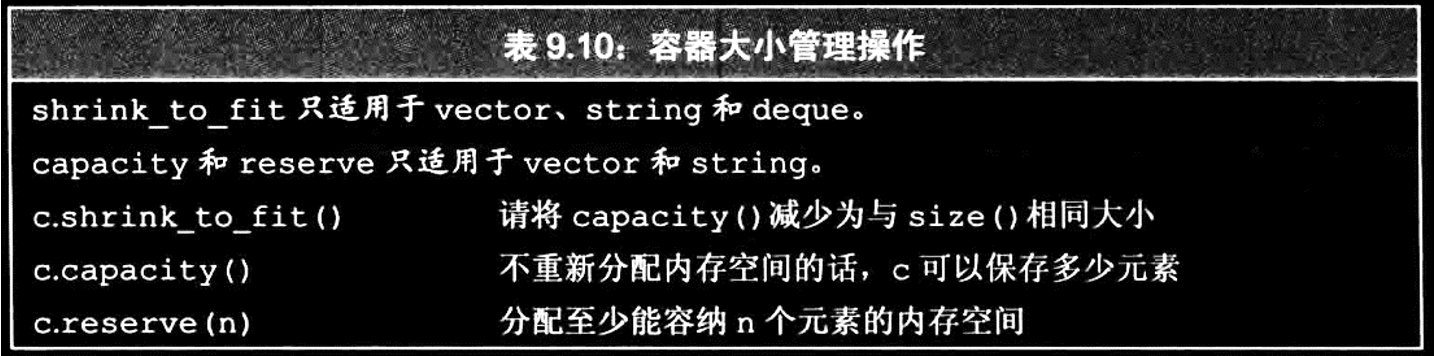 表 9.10：容器大小管理操作
shrink_to_fit 只适用于 vector、string 和 deque。
capacity 和 reserve 只适用于 vector 和 string。
c.shrink_to_fit() 请将 capacity()减少为与 size()相同大小
c.capacity() 不重新分配内存空间的话，c 可以保存多少元素
c.reserve(n) 分配至少能容纳 n 个元素的内存空间